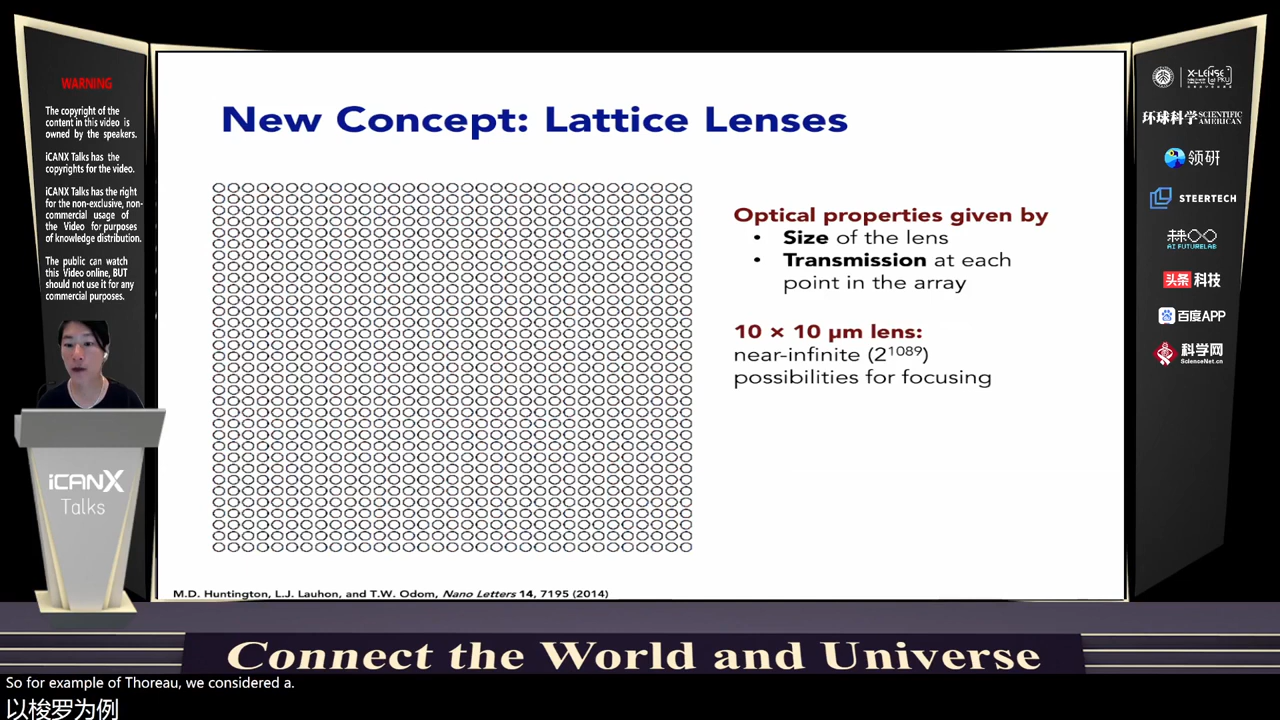 WARNING
The copyright of the
content in this video is
owned by the speakers.
iCANX Talks has the
copyrights for the video.
iCANX Talks has the right
for the non-exclusive, non-
commercial usage of
the Video for purposes
of knowledge distribution.
The public can watch
this Video online, BUT
should not use it for any
commercial purposes.
New Concept: Lattice Lenses
Optical properties given by
• Size of the lens
• Transmission at each
point in the array
10 × 10 µm lens:
near-infinite (2¹⁰⁸⁹)
possibilities for focusing
M.D. Huntington, L.J. Lauhon, and T.W. Odom, Nano Letters 14, 7195 (2014)
X-LENSE
环球科学 SCIENTIFIC AMERICAN
领研
STEERTECH
AI FUTURELAB
头条科技
百度APP
科学网
ScienceNet.cn
iCANX
Talks
Connect the World and Universe
So for example of Thoreau, we considered a.
以梭罗为例